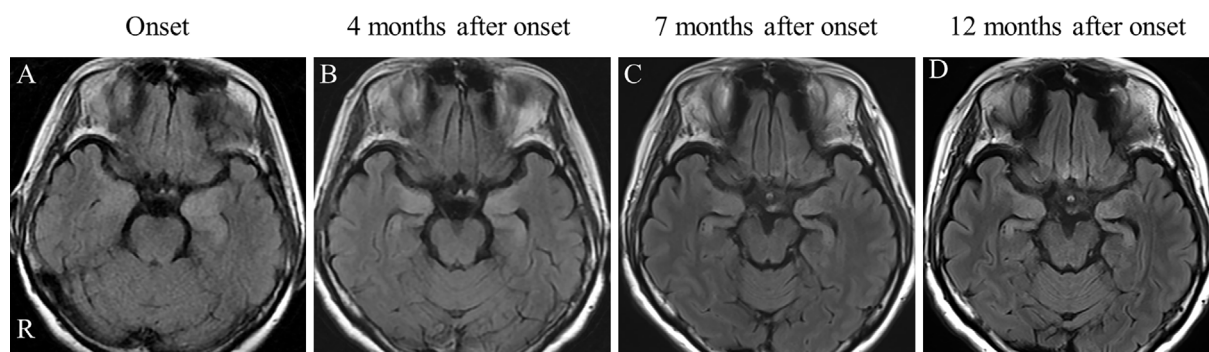 Onset
4 months after onset
7 months after onset
12 months after onset
A
B
C
D
R